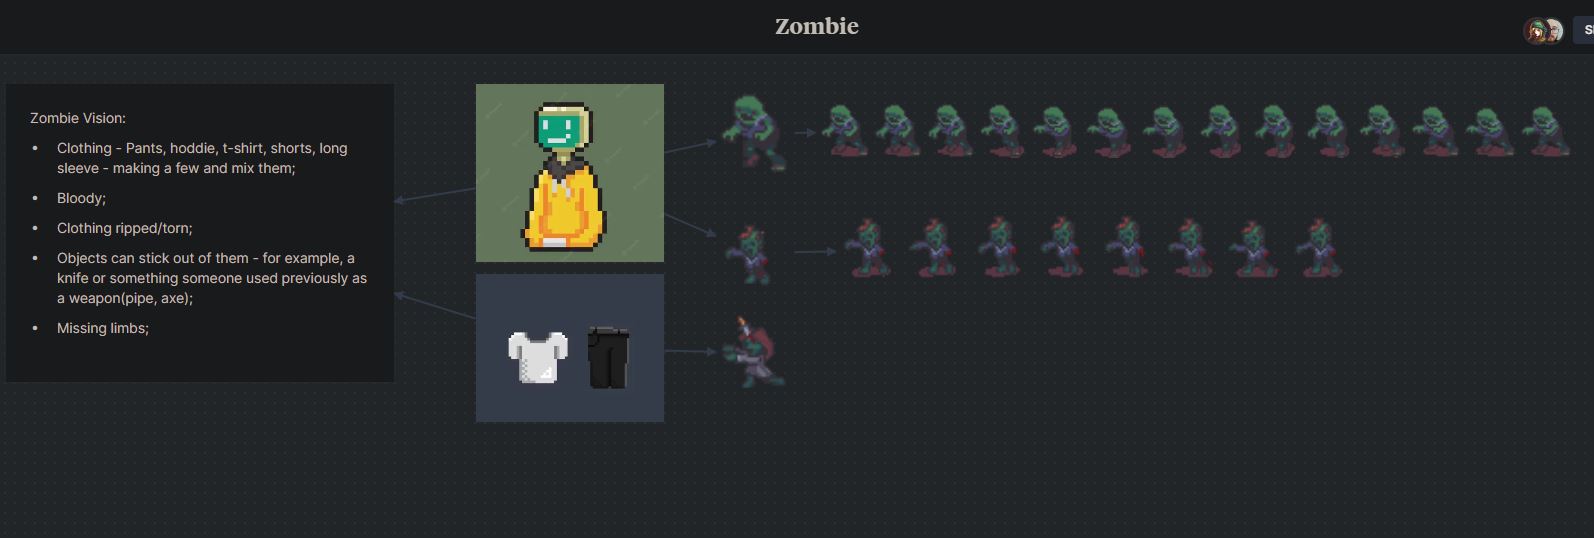 Zombie
Zombie Vision:
• Clothing - Pants, hoddie, t-shirt, shorts, long
sleeve - making a few and mix them;
• Bloody;
• Clothing ripped/torn;
• Objects can stick out of them - for example, a
knife or something someone used previously as
a weapon(pipe, axe);
• Missing limbs;